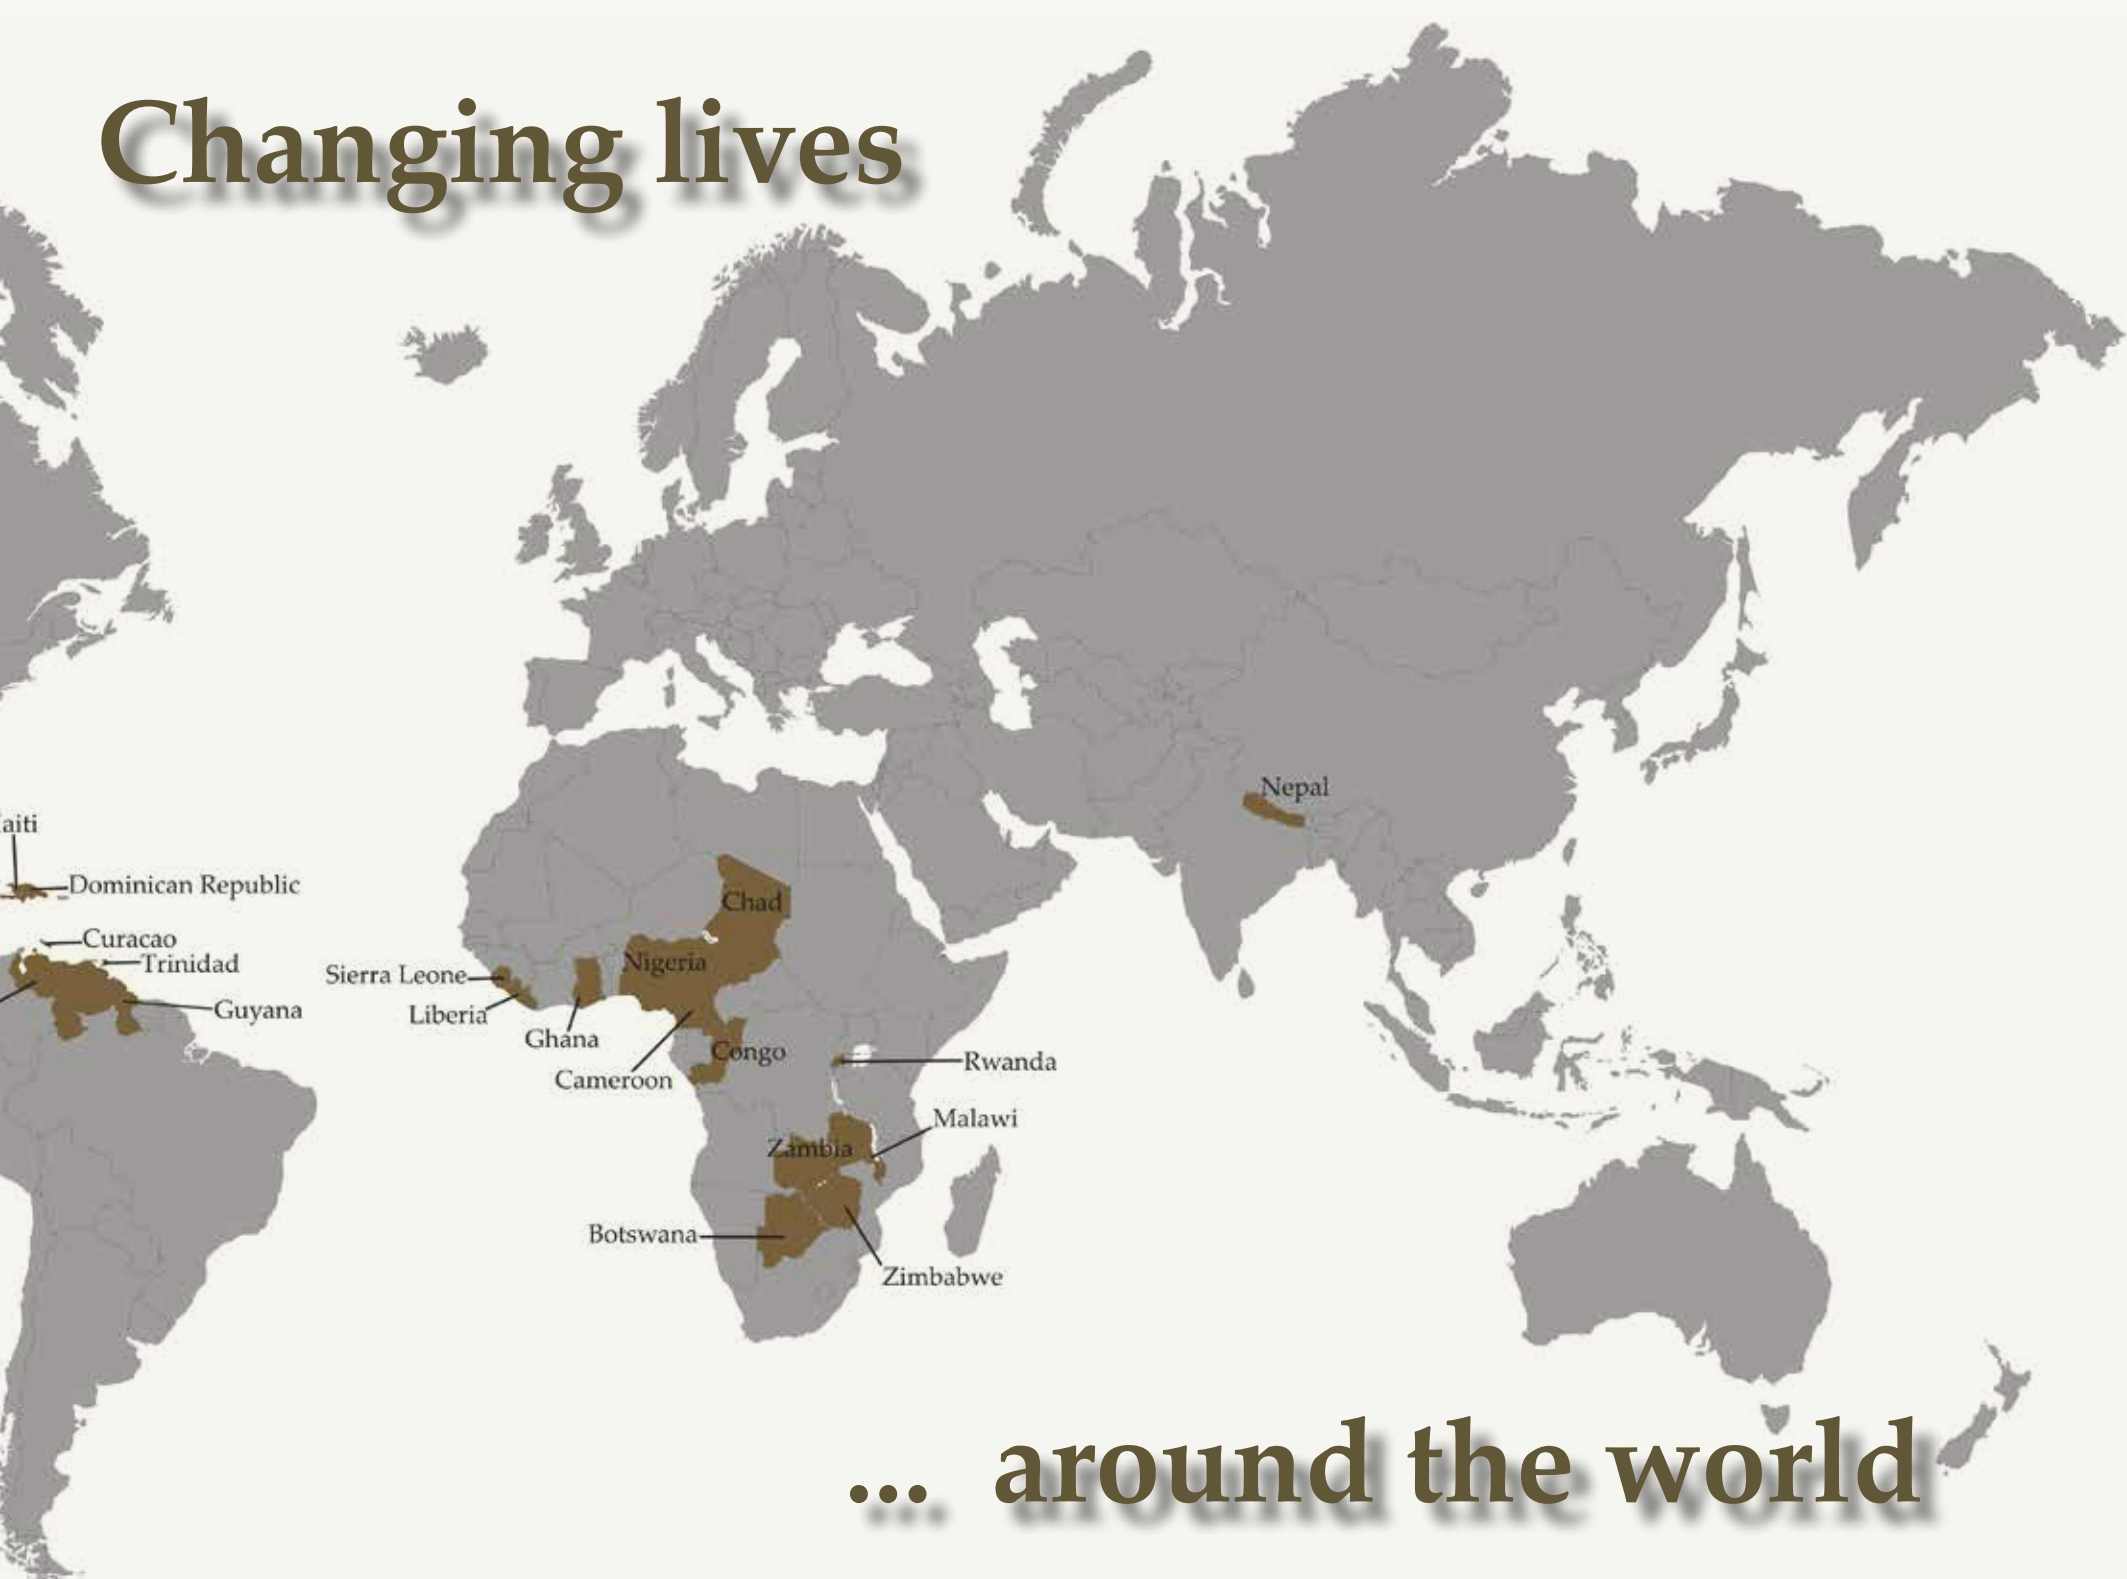 Changing lives
Nepal
aiti
Dominican Republic
Chad
Curacao
Trinidad
Nigeria
Sierra Leone
Guyana
Liberia
Ghana
Congo
Rwanda
Cameroon
Malawi
Zambia
Botswana
Zimbabwe
... around the world